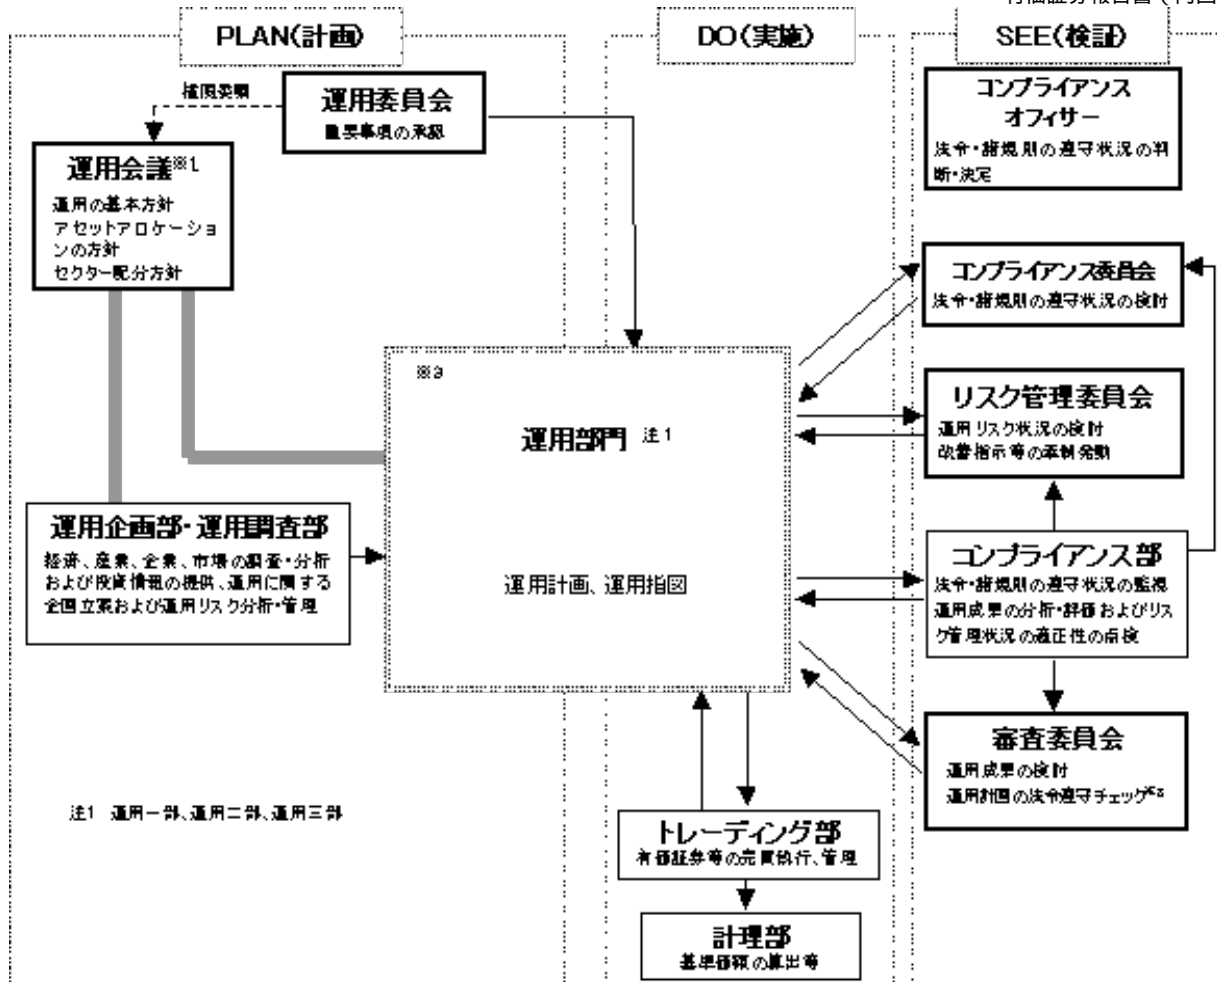 PLAN(計画)
DO(実施)
SEE(検証)
権限委譲
運用委員会
重要事項の承認
運用会議※1
運用の基本方針
アセットアロケーショ
ンの方針
セクター配分方針
コンプライアンス
オフィサー
法令・諸規則の遵守状況の判
断・決定
コンプライアンス委員会
法令・諸規則の遵守状況の検討
※3
運用部門 注1
運用計画、運用指図
リスク管理委員会
運用リスク状況の検討
改善指示等の牽制発動
運用企画部・運用調査部
経済、産業、企業、市場の調査・分析
および投資情報の提供、運用に関する
企画立案および運用リスク分析・管理
コンプライアンス部
法令・諸規則の遵守状況の監視
運用成果の分析・評価およびリス
ク管理状況の適正性の点検
審査委員会
運用成果の検討
運用計画の法令遵守チェック
注1 運用一部、運用二部、運用三部
トレーディング部
有価証券等の売買執行、管理
計理部
基準価額の算出等